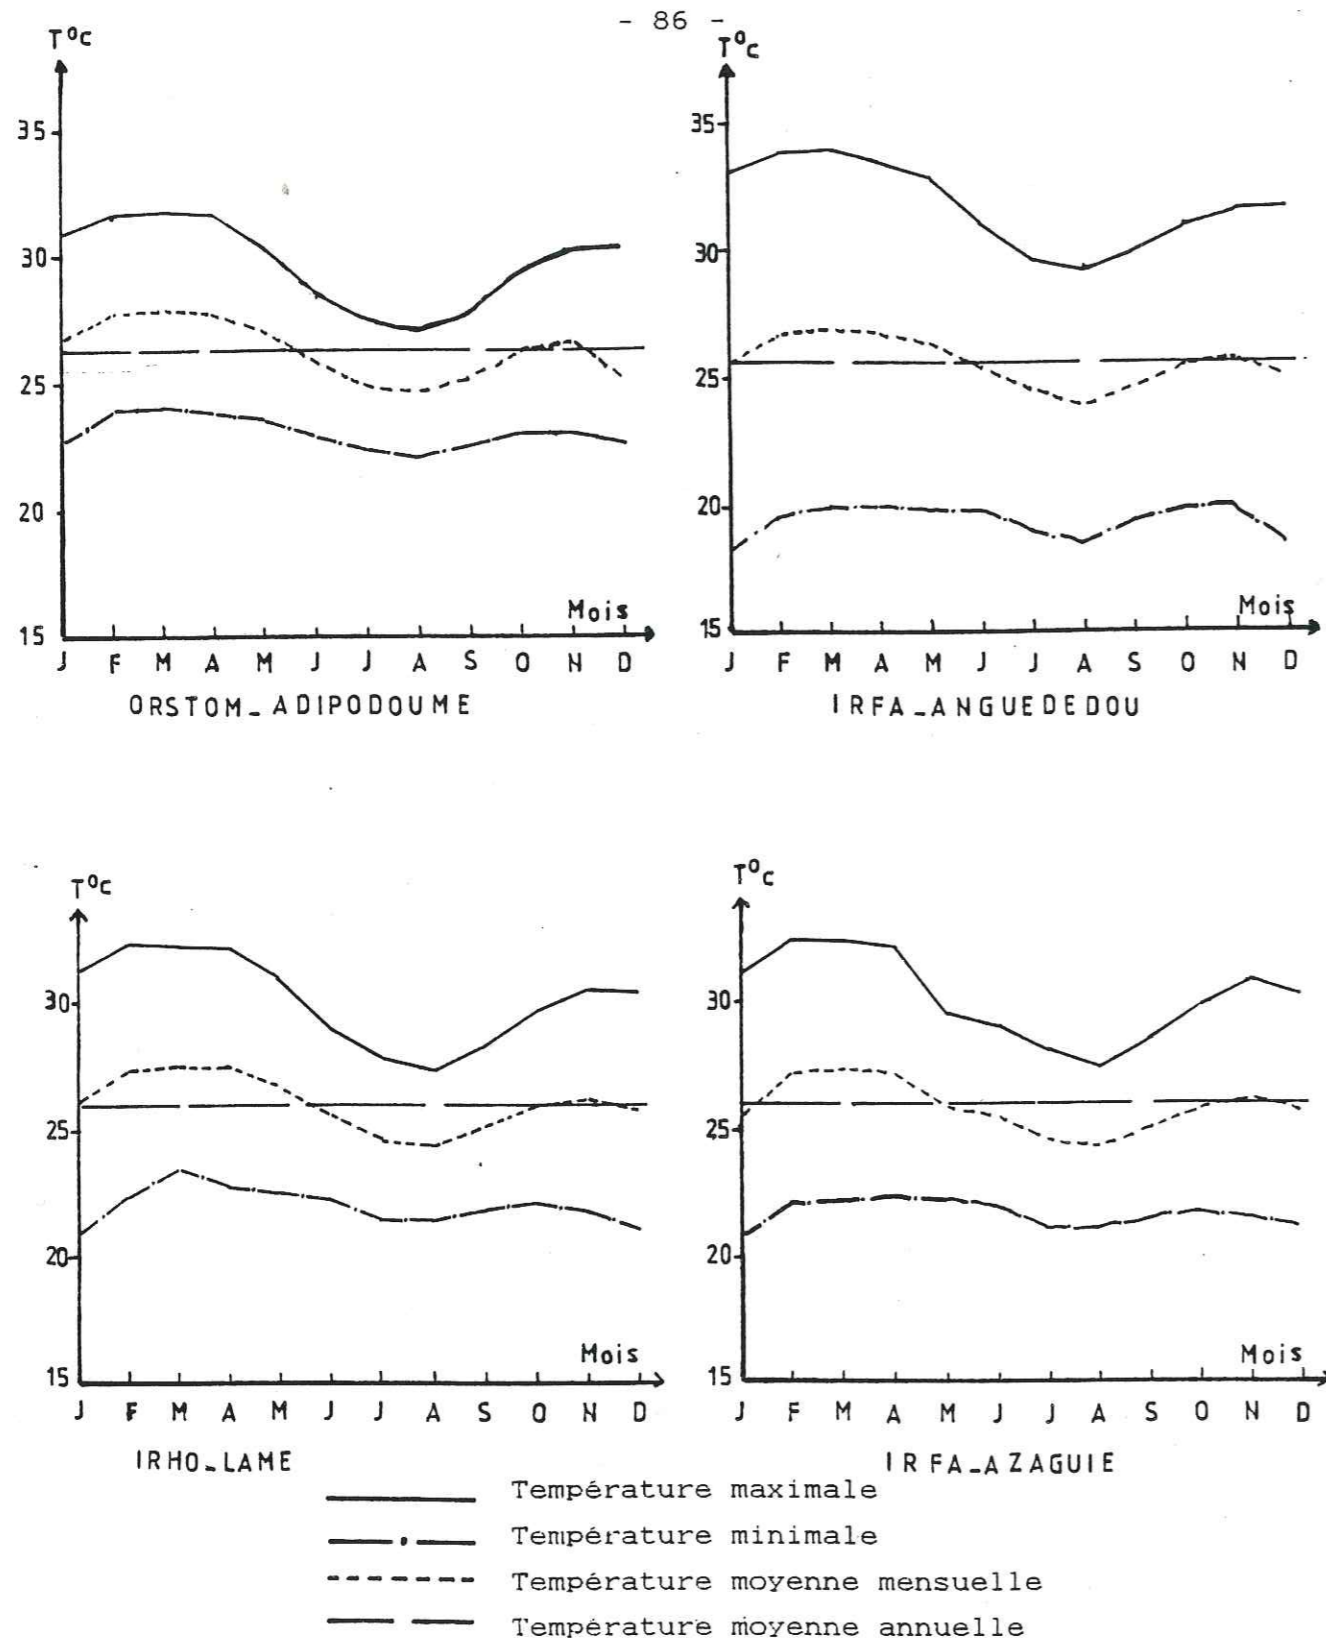 - 86 -
T°c
35
30
25
20
15
Mois
J F M A M J J A S O N D
ORSTOM_ADIPODOUME
T°c
35
30
25
20
15
Mois
J F M A M J J A S O N D
IRFA_ANGUEDEDOU
T°c
30
25
20
15
Mois
J F M A M J J A S O N D
IRHO_LAME
T°c
30
25
20
15
Mois
J F M A M J J A S O N D
IRFA_AZAGUIE
Température maximale
Température minimale
Température moyenne mensuelle
Température moyenne annuelle